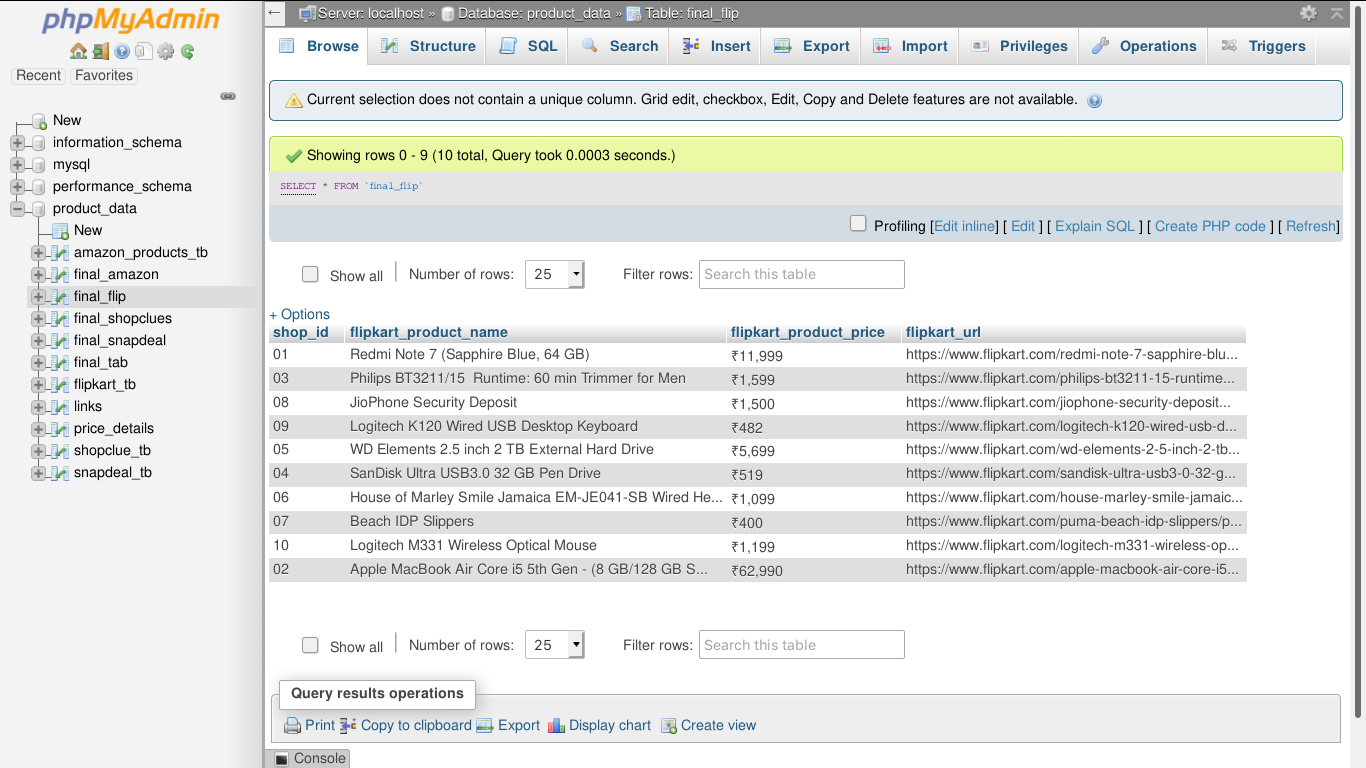 phpMyAdmin
Recent Favorites
New
information_schema
mysql
performance_schema
product_data
New
amazon_products_tb
final_amazon
final_flip
final_shopclues
final_snapdeal
final_tab
flipkart_tb
links
price_details
shopclue_tb
snapdeal_tb
Server: localhost » Database: product_data » Table: final_flip
Browse Structure SQL Search Insert Export Import Privileges Operations Triggers
Current selection does not contain a unique column. Grid edit, checkbox, Edit, Copy and Delete features are not available.
Showing rows 0 - 9 (10 total, Query took 0.0003 seconds.)
SELECT * FROM `final_flip`
Profiling [Edit inline] [ Edit ] [ Explain SQL ] [ Create PHP code ] [ Refresh]
Show all Number of rows: 25 Filter rows: Search this table
+ Options
shop_id flipkart_product_name flipkart_product_price flipkart_url
01 Redmi Note 7 (Sapphire Blue, 64 GB) ₹11,999 https://www.flipkart.com/redmi-note-7-sapphire-blu...
03 Philips BT3211/15  Runtime: 60 min Trimmer for Men ₹1,599 https://www.flipkart.com/philips-bt3211-15-runtime...
08 JioPhone Security Deposit ₹1,500 https://www.flipkart.com/jiophone-security-deposit...
09 Logitech K120 Wired USB Desktop Keyboard ₹482 https://www.flipkart.com/logitech-k120-wired-usb-d...
05 WD Elements 2.5 inch 2 TB External Hard Drive ₹5,699 https://www.flipkart.com/wd-elements-2-5-inch-2-tb...
04 SanDisk Ultra USB3.0 32 GB Pen Drive ₹519 https://www.flipkart.com/sandisk-ultra-usb3-0-32-g...
06 House of Marley Smile Jamaica EM-JE041-SB Wired He... ₹1,099 https://www.flipkart.com/house-marley-smile-jamaic...
07 Beach IDP Slippers ₹400 https://www.flipkart.com/puma-beach-idp-slippers/p...
10 Logitech M331 Wireless Optical Mouse ₹1,199 https://www.flipkart.com/logitech-m331-wireless-op...
02 Apple MacBook Air Core i5 5th Gen - (8 GB/128 GB S... ₹62,990 https://www.flipkart.com/apple-macbook-air-core-i5...
Show all Number of rows: 25 Filter rows: Search this table
Query results operations
Print Copy to clipboard Export Display chart Create view
Console